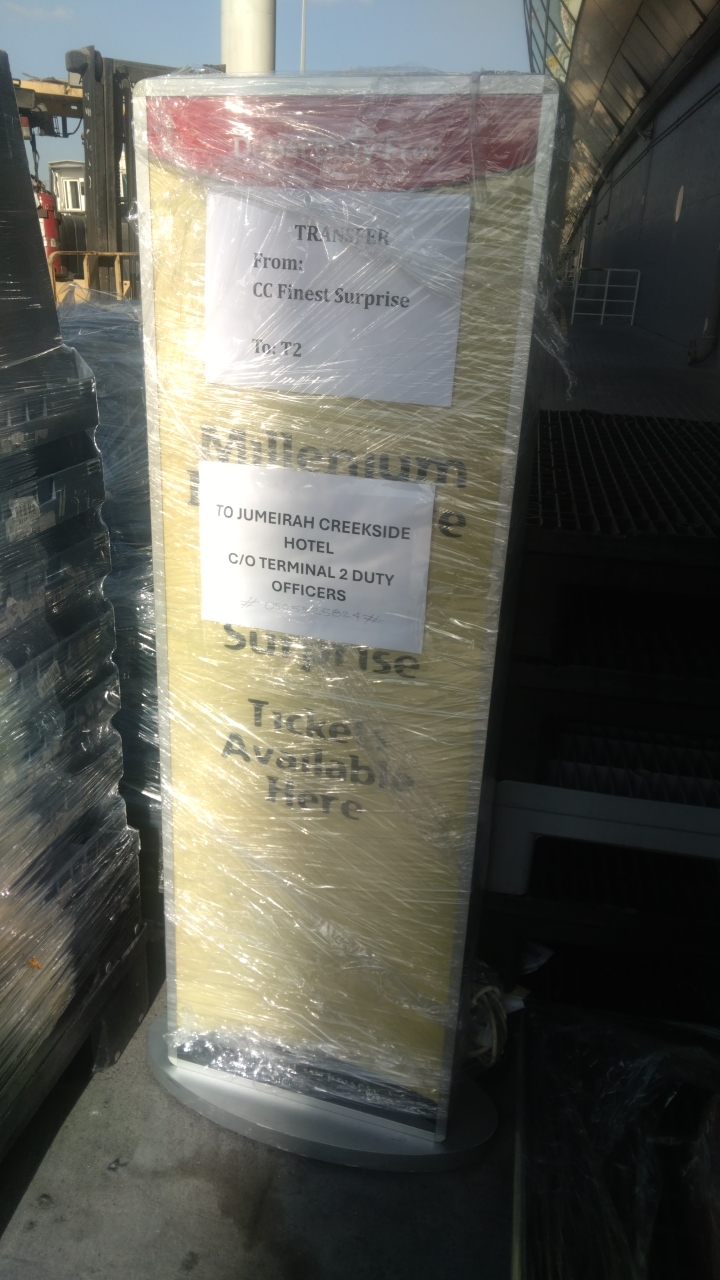 TRANSFER
From:
CC Finest Surprise
To: T2
Millenium
e
TO JUMEIRAH CREEKSIDE
HOTEL
C/O TERMINAL 2 DUTY
OFFICERS
Surprise
Tickets
Available
Here